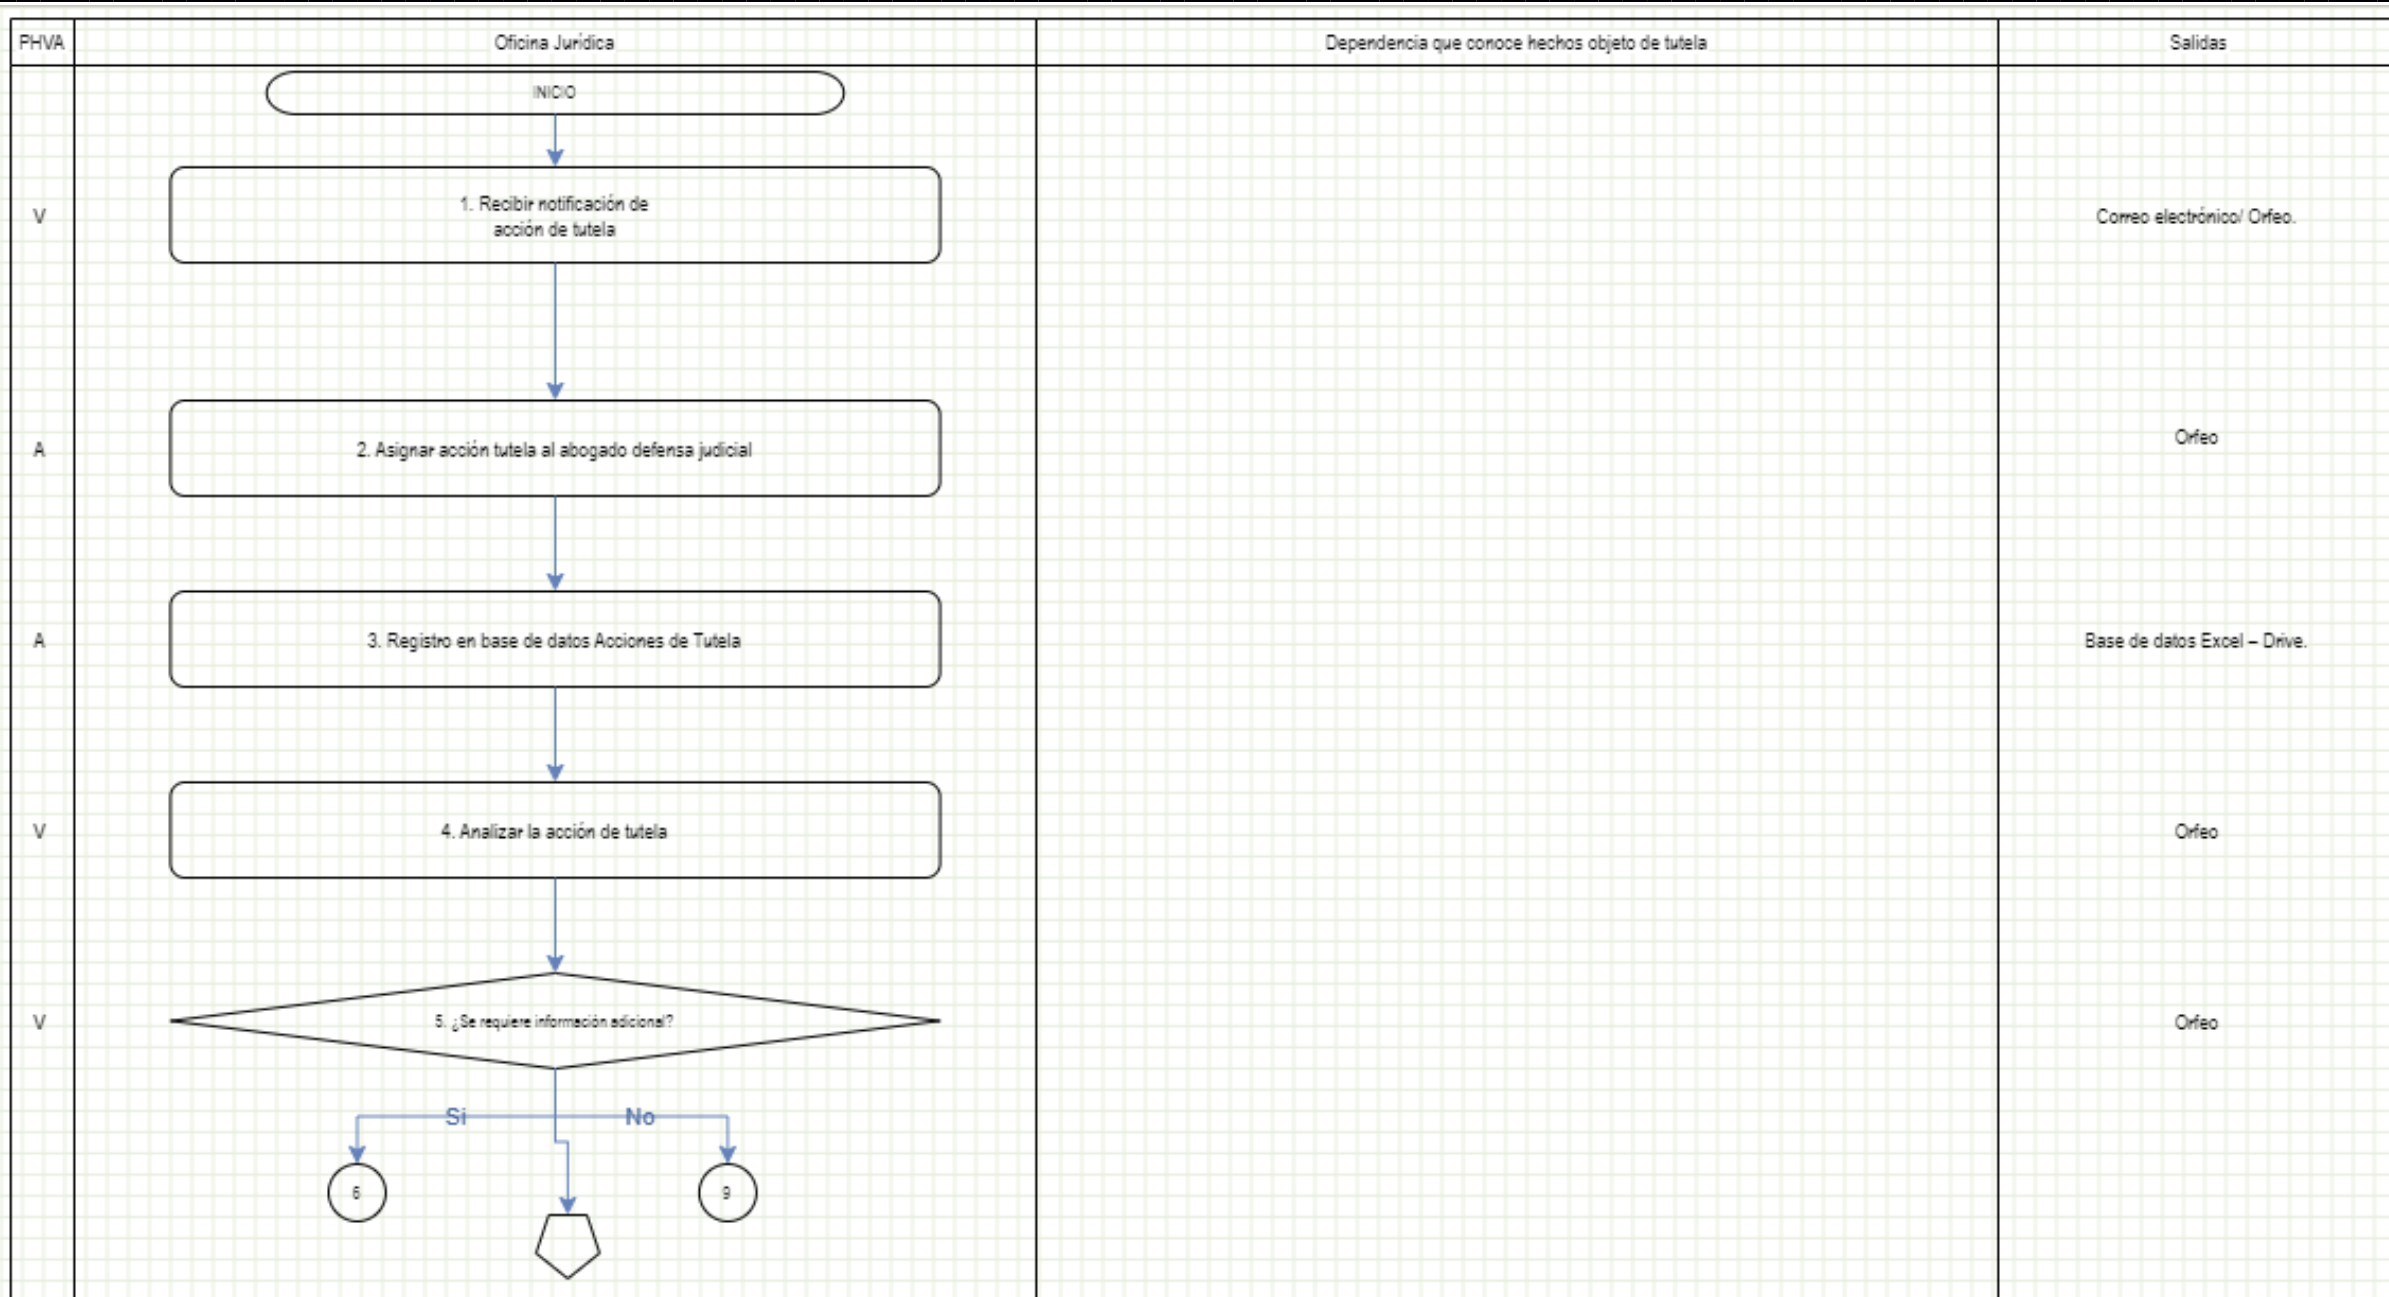 PHVA
Oficina Jurídica
Dependencia que conoce hechos objeto de tutela
Salidas
INICIO
V
1. Recibir notificación de
acción de tutela
Correo electrónico/ Orfeo.
A
2. Asignar acción tutela al abogado defensa judicial
Orfeo
A
3. Registro en base de datos Acciones de Tutela
Base de datos Excel – Drive.
V
4. Analizar la acción de tutela
Orfeo
V
5. ¿Se requiere información adicional?
Orfeo
Si
No
6
9